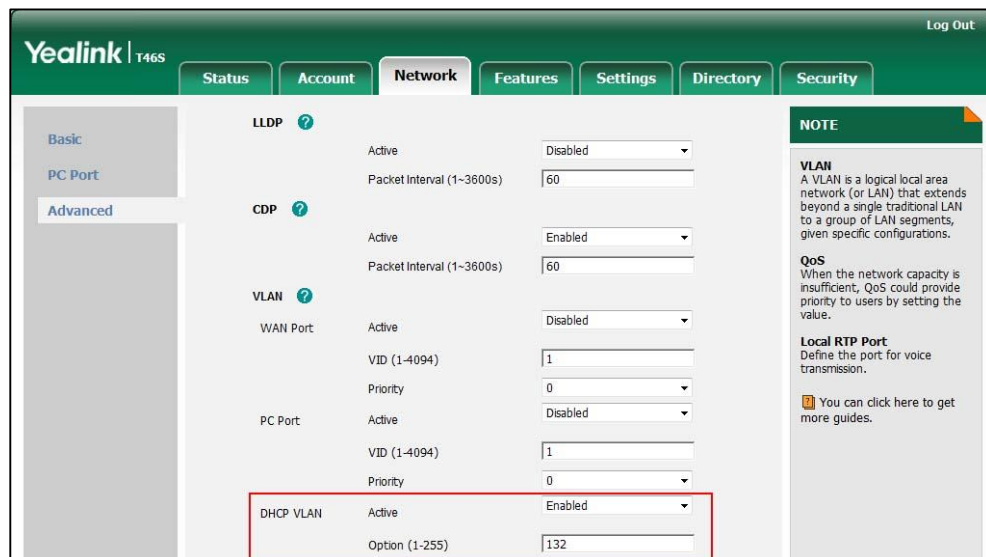 Log Out
Yealink | T46S
Status Account Network Features Settings Directory Security
Basic
PC Port
Advanced
LLDP ?
Active Disabled
Packet Interval (1~3600s) 60
CDP ?
Active Enabled
Packet Interval (1~3600s) 60
VLAN ?
WAN Port Active Disabled
VID (1-4094) 1
Priority 0
PC Port Active Disabled
VID (1-4094) 1
Priority 0
DHCP VLAN Active Enabled
Option (1-255) 132
NOTE
VLAN
A VLAN is a logical local area
network (or LAN) that extends
beyond a single traditional LAN
to a group of LAN segments,
given specific configurations.
QoS
When the network capacity is
insufficient, QoS could provide
priority to users by setting the
value.
Local RTP Port
Define the port for voice
transmission.
? You can click here to get
more guides.